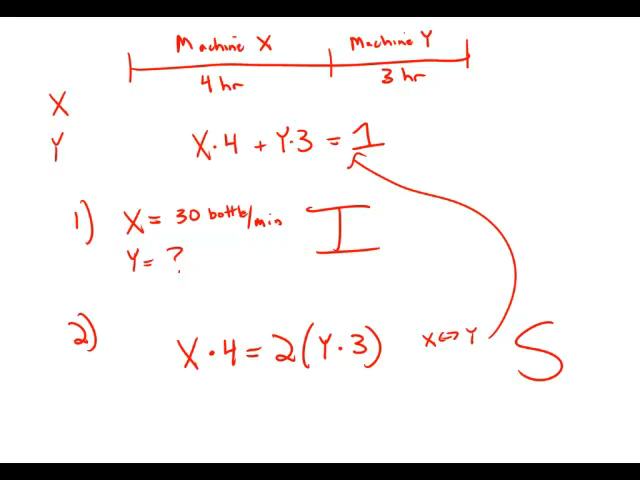 Machine X Machine Y
4 hr 3 hr
X
Y X·4 + Y·3 = 1
1) X = 30 bottle/min I
Y = ?
2) X·4 = 2(Y·3) X↔Y S